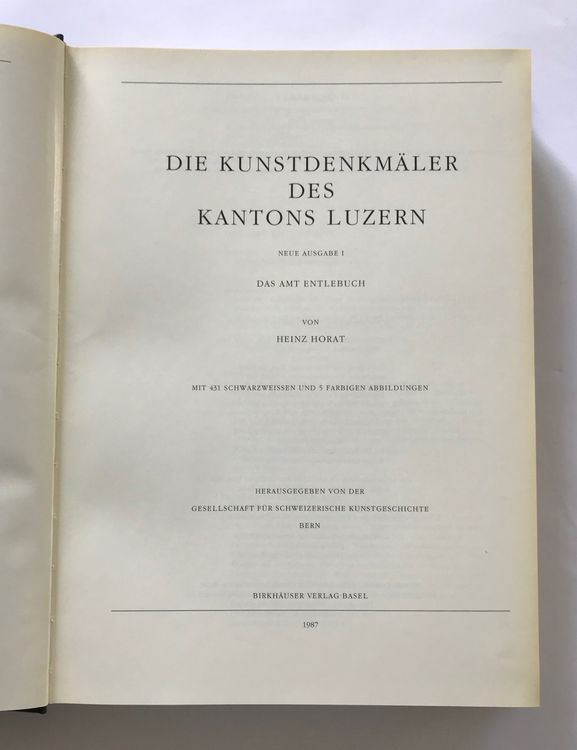 DIE KUNSTDENKMÄLER
DES
KANTONS LUZERN
NEUE AUSGABE I
DAS AMT ENTLEBUCH
VON
HEINZ HORAT
MIT 431 SCHWARZWEISSEN UND 5 FARBIGEN ABBILDUNGEN
HERAUSGEGEBEN VON DER
GESELLSCHAFT FÜR SCHWEIZERISCHE KUNSTGESCHICHTE
BERN
BIRKHÄUSER VERLAG BASEL
1987